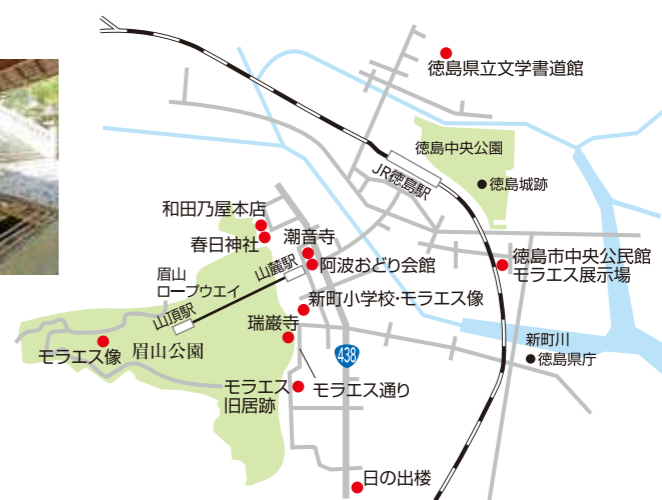 徳島県立文学書道館
徳島中央公園
徳島城跡
JR徳島駅
和田乃屋本店
春日神社
潮音寺
阿波おどり会館
徳島市中央公民館
モラエス展示場
眉山
ロープウエイ
山麓駅
山頂駅
新町小学校・モラエス像
瑞巌寺
モラエス像
眉山公園
438
新町川
徳島県庁
モラエス
旧居跡
モラエス通り
日の出楼